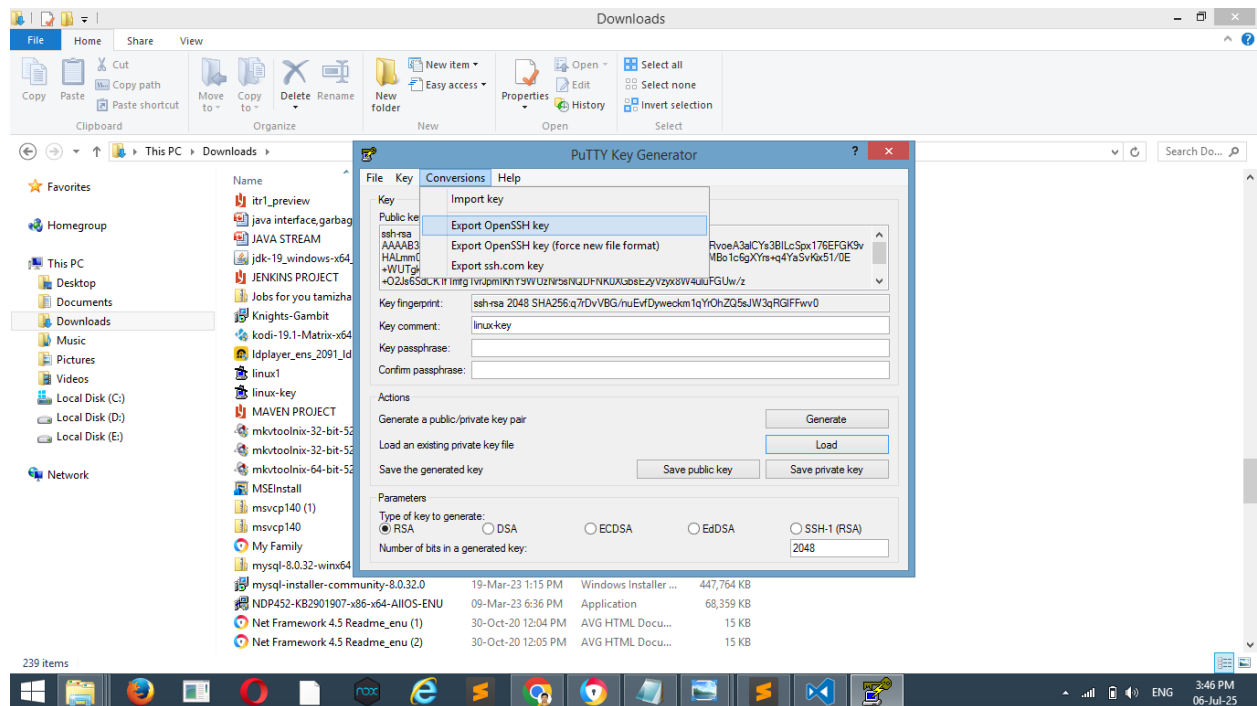 Downloads
File Home Share View
Copy Paste Cut Copy path Paste shortcut
Move to Copy to Delete Rename
New folder New item Easy access
Properties Open Edit History
Select all Select none Invert selection
Clipboard Organize New Open Select
This PC Downloads Search Do...
Favorites
Homegroup
This PC
Desktop
Documents
Downloads
Music
Pictures
Videos
Local Disk (C:)
Local Disk (D:)
Local Disk (E:)
Network
Name
itr1_preview
java interface,garbag
JAVA STREAM
jdk-19_windows-x64_
JENKINS PROJECT
Jobs for you tamizha
Knights-Gambit
kodi-19.1-Matrix-x64
ldplayer_ens_2091_ld
linux1
linux-key
MAVEN PROJECT
mkvtoolnix-32-bit-52
mkvtoolnix-32-bit-52
mkvtoolnix-64-bit-52
MSEInstall
msvcp140 (1)
msvcp140
My Family
mysql-8.0.32-winx64
mysql-installer-community-8.0.32.0 19-Mar-23 1:15 PM Windows Installer ... 447,764 KB
NDP452-KB2901907-x86-x64-AllOS-ENU 09-Mar-23 6:36 PM Application 68,359 KB
Net Framework 4.5 Readme_enu (1) 30-Oct-20 12:04 PM AVG HTML Docu... 15 KB
Net Framework 4.5 Readme_enu (2) 30-Oct-20 12:05 PM AVG HTML Docu... 15 KB
239 items
PuTTY Key Generator
File Key Conversions Help
Import key
Export OpenSSH key
Export OpenSSH key (force new file format)
Export ssh.com key
Key
Public ke
ssh-rsa
AAAAB3
HALmm
+WUTg
Key fingerprint: ssh-rsa 2048 SHA256:q7rDvVBG/nuEvfDyweckm1qYrOhZQ5sJW3qRGlFFwv0
Key comment: linux-key
Key passphrase:
Confirm passphrase:
Actions
Generate a public/private key pair Generate
Load an existing private key file Load
Save the generated key Save public key Save private key
Parameters
Type of key to generate:
RSA DSA ECDSA EdDSA SSH-1 (RSA)
Number of bits in a generated key: 2048
nox
ENG 3:46 PM
06-Jul-25